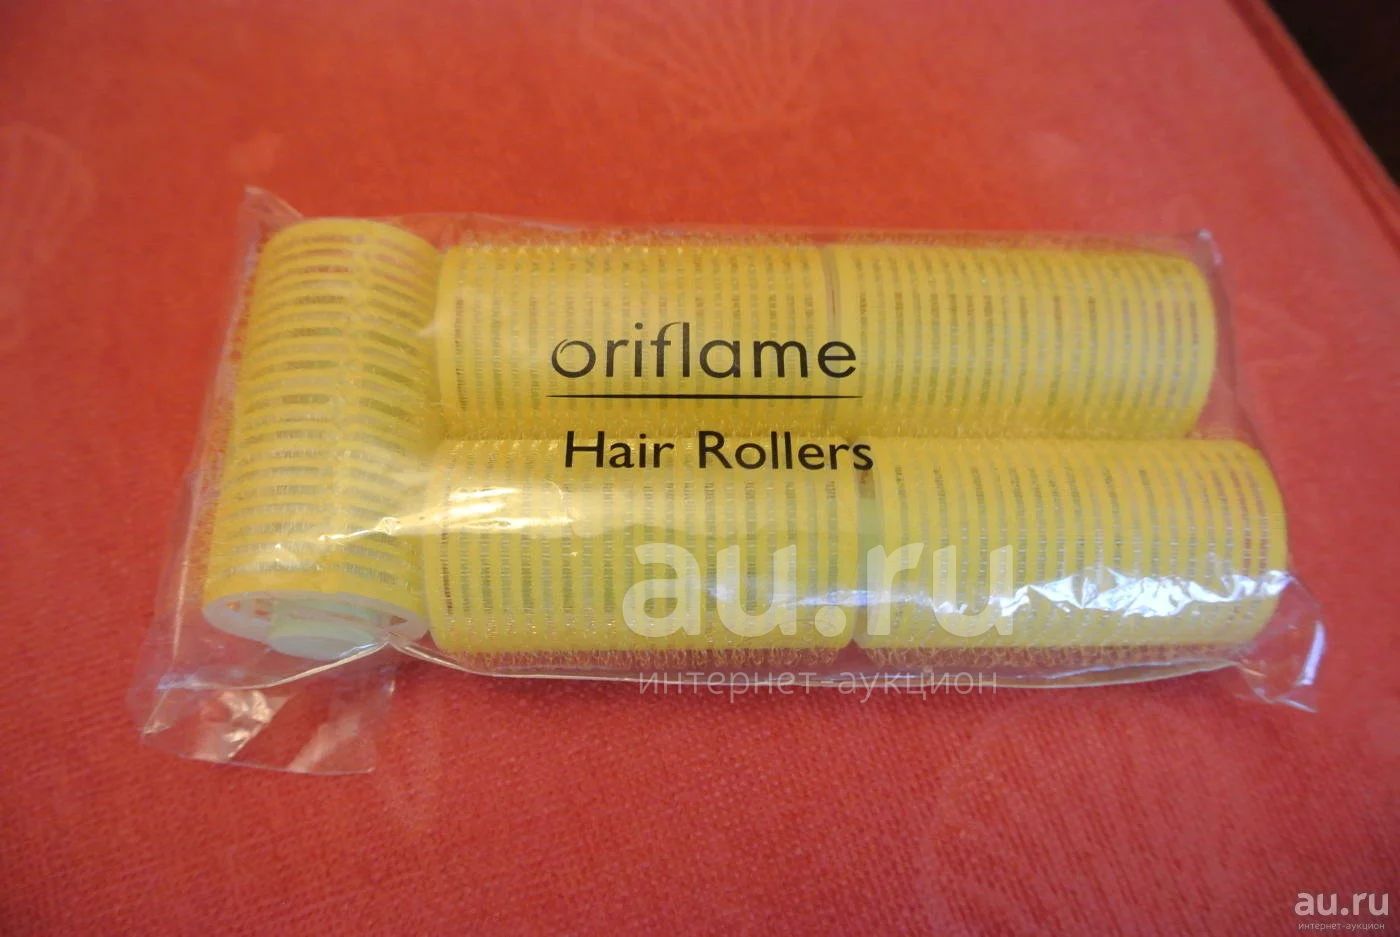 oriflame
Hair Rollers
au.ru
интернет-аукцион
au.ru
интернет-аукцион